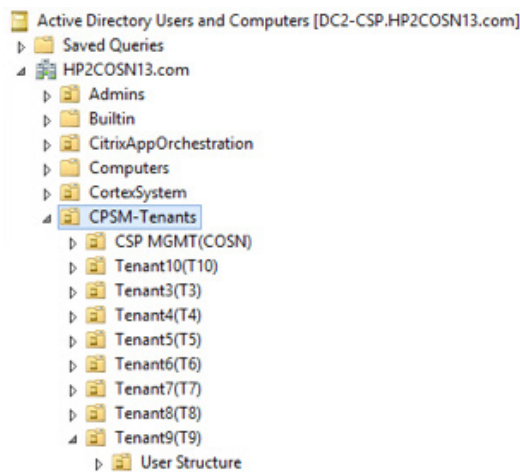 Active Directory Users and Computers [DC2-CSP.HP2COSN13.com]
Saved Queries
HP2COSN13.com
Admins
Builtin
CitrixAppOrchestration
Computers
CortexSystem
CPSM-Tenants
CSP MGMT(COSN)
Tenant10(T10)
Tenant3(T3)
Tenant4(T4)
Tenant5(T5)
Tenant6(T6)
Tenant7(T7)
Tenant8(T8)
Tenant9(T9)
User Structure